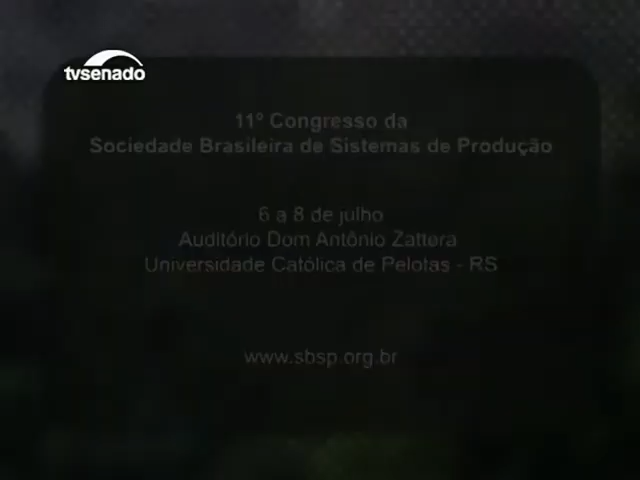 tvsenado
11º Congresso da
Sociedade Brasileira de Sistemas de Produção
6 a 8 de julho
Auditório Dom Antônio Zattera
Universidade Católica de Pelotas - RS
www.sbsp.org.br